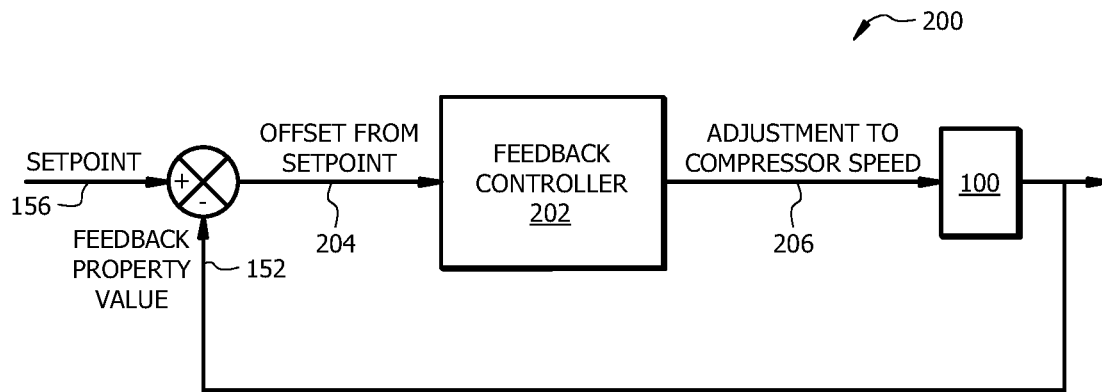 200
SETPOINT
156
+
-
FEEDBACK
PROPERTY
VALUE
152
OFFSET FROM
SETPOINT
204
FEEDBACK
CONTROLLER
202
ADJUSTMENT TO
COMPRESSOR SPEED
206
100